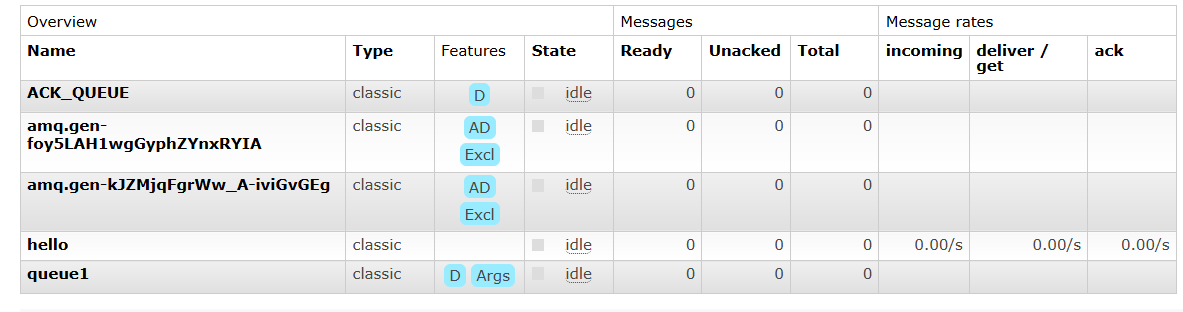 Overview Messages Message rates
Name Type Features State Ready Unacked Total incoming deliver / get ack
ACK_QUEUE classic D idle 0 0 0
amq.gen-
foy5LAH1wgGyphZYnxRYIA classic AD Excl idle 0 0 0
amq.gen-kJZMjqFgrWw_A-iviGvGEg classic AD Excl idle 0 0 0
hello classic idle 0 0 0 0.00/s 0.00/s 0.00/s
queue1 classic D Args idle 0 0 0